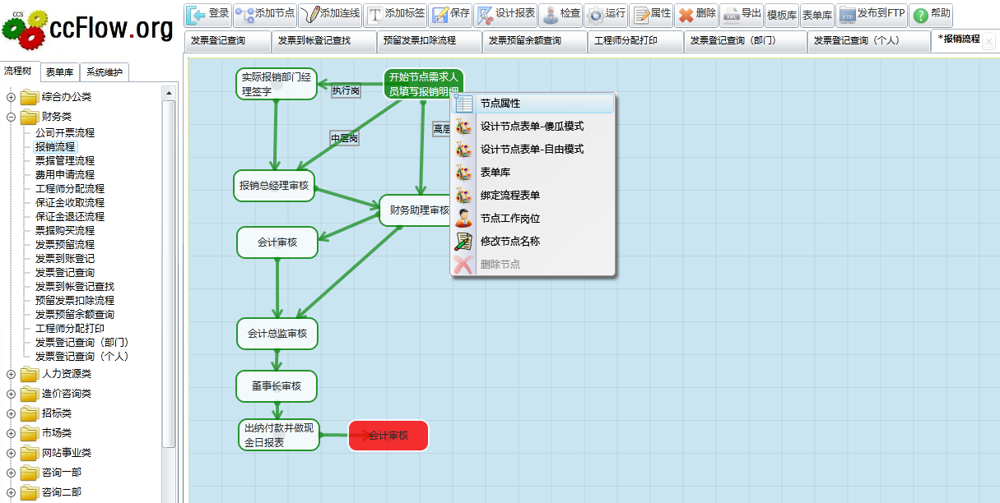 CCS
ccFlow.org
登录
添加节点
添加连线
T 添加标签
保存
设计报表
检查
运行
属性
删除
XML 导出
模板库
表单库
FTP 发布到FTP
? 帮助
流程树
表单库
系统维护
发票登记查询
发票到帐登记查找
预留发票扣除流程
发票预留余额查询
工程师分配打印
发票登记查询（部门）
发票登记查询（个人）
*报销流程
综合办公类
财务类
公司开票流程
报销流程
票据管理流程
费用申请流程
工程师分配流程
保证金收取流程
保证金退还流程
票据购买流程
发票预留流程
发票到账登记
发票登记查询
发票到帐登记查找
预留发票扣除流程
发票预留余额查询
工程师分配打印
发票登记查询（部门）
发票登记查询（个人）
人力资源类
造价咨询类
招标类
市场类
网站事业类
咨询一部
咨询二部
实际报销部门经
理签字
执行岗
开始节点需求人
员填写报销明细
中层岗
高层
报销总经理审核
财务助理审核
会计审核
会计总监审核
董事长审核
出纳付款并做现
金日报表
会计审核
节点属性
设计节点表单-傻瓜模式
设计节点表单-自由模式
表单库
绑定流程表单
节点工作岗位
修改节点名称
删除节点